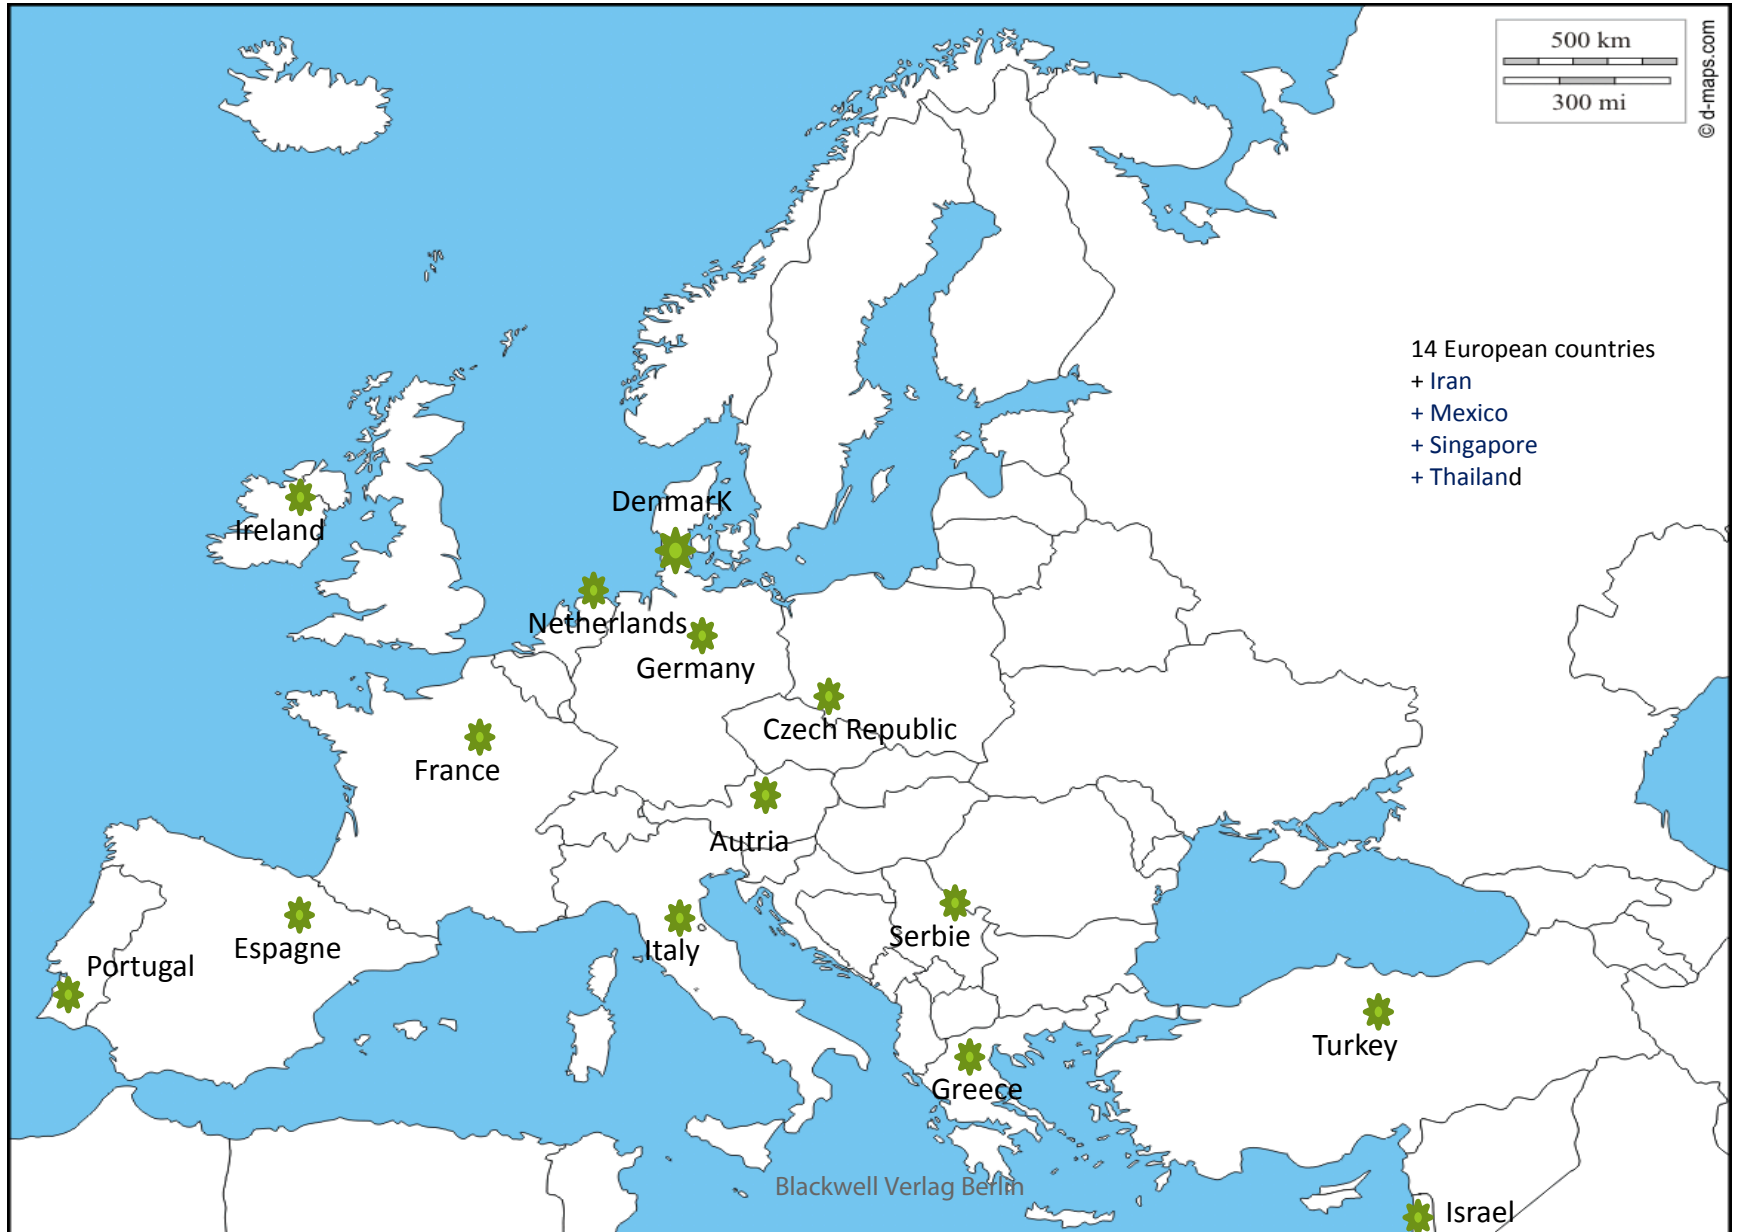 500 km
300 mi
© d-maps.com
14 European countries
+ Iran
+ Mexico
+ Singapore
+ Thailand
DenmarK
Ireland
Netherlands
Germany
Czech Republic
France
Autria
Serbie
Espagne
Italy
Portugal
Turkey
Greece
Blackwell Verlag Berlin
Israel